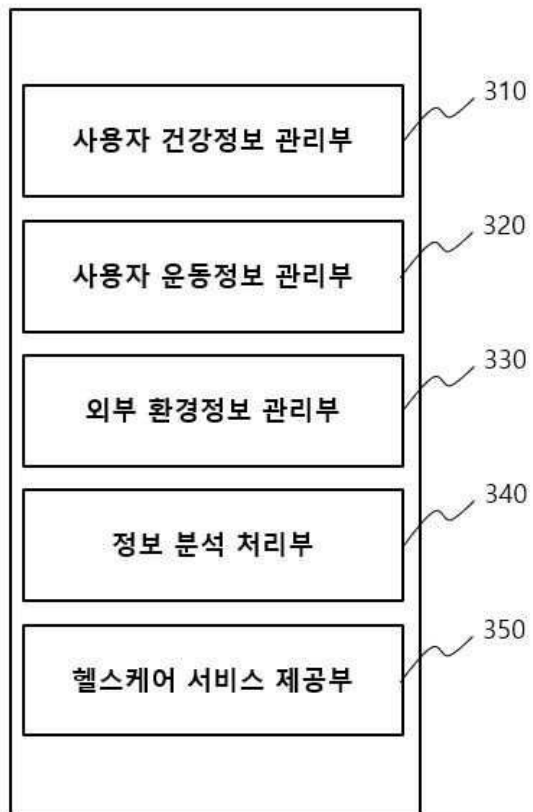 310
사용자 건강정보 관리부
320
사용자 운동정보 관리부
330
외부 환경정보 관리부
340
정보 분석 처리부
350
헬스케어 서비스 제공부